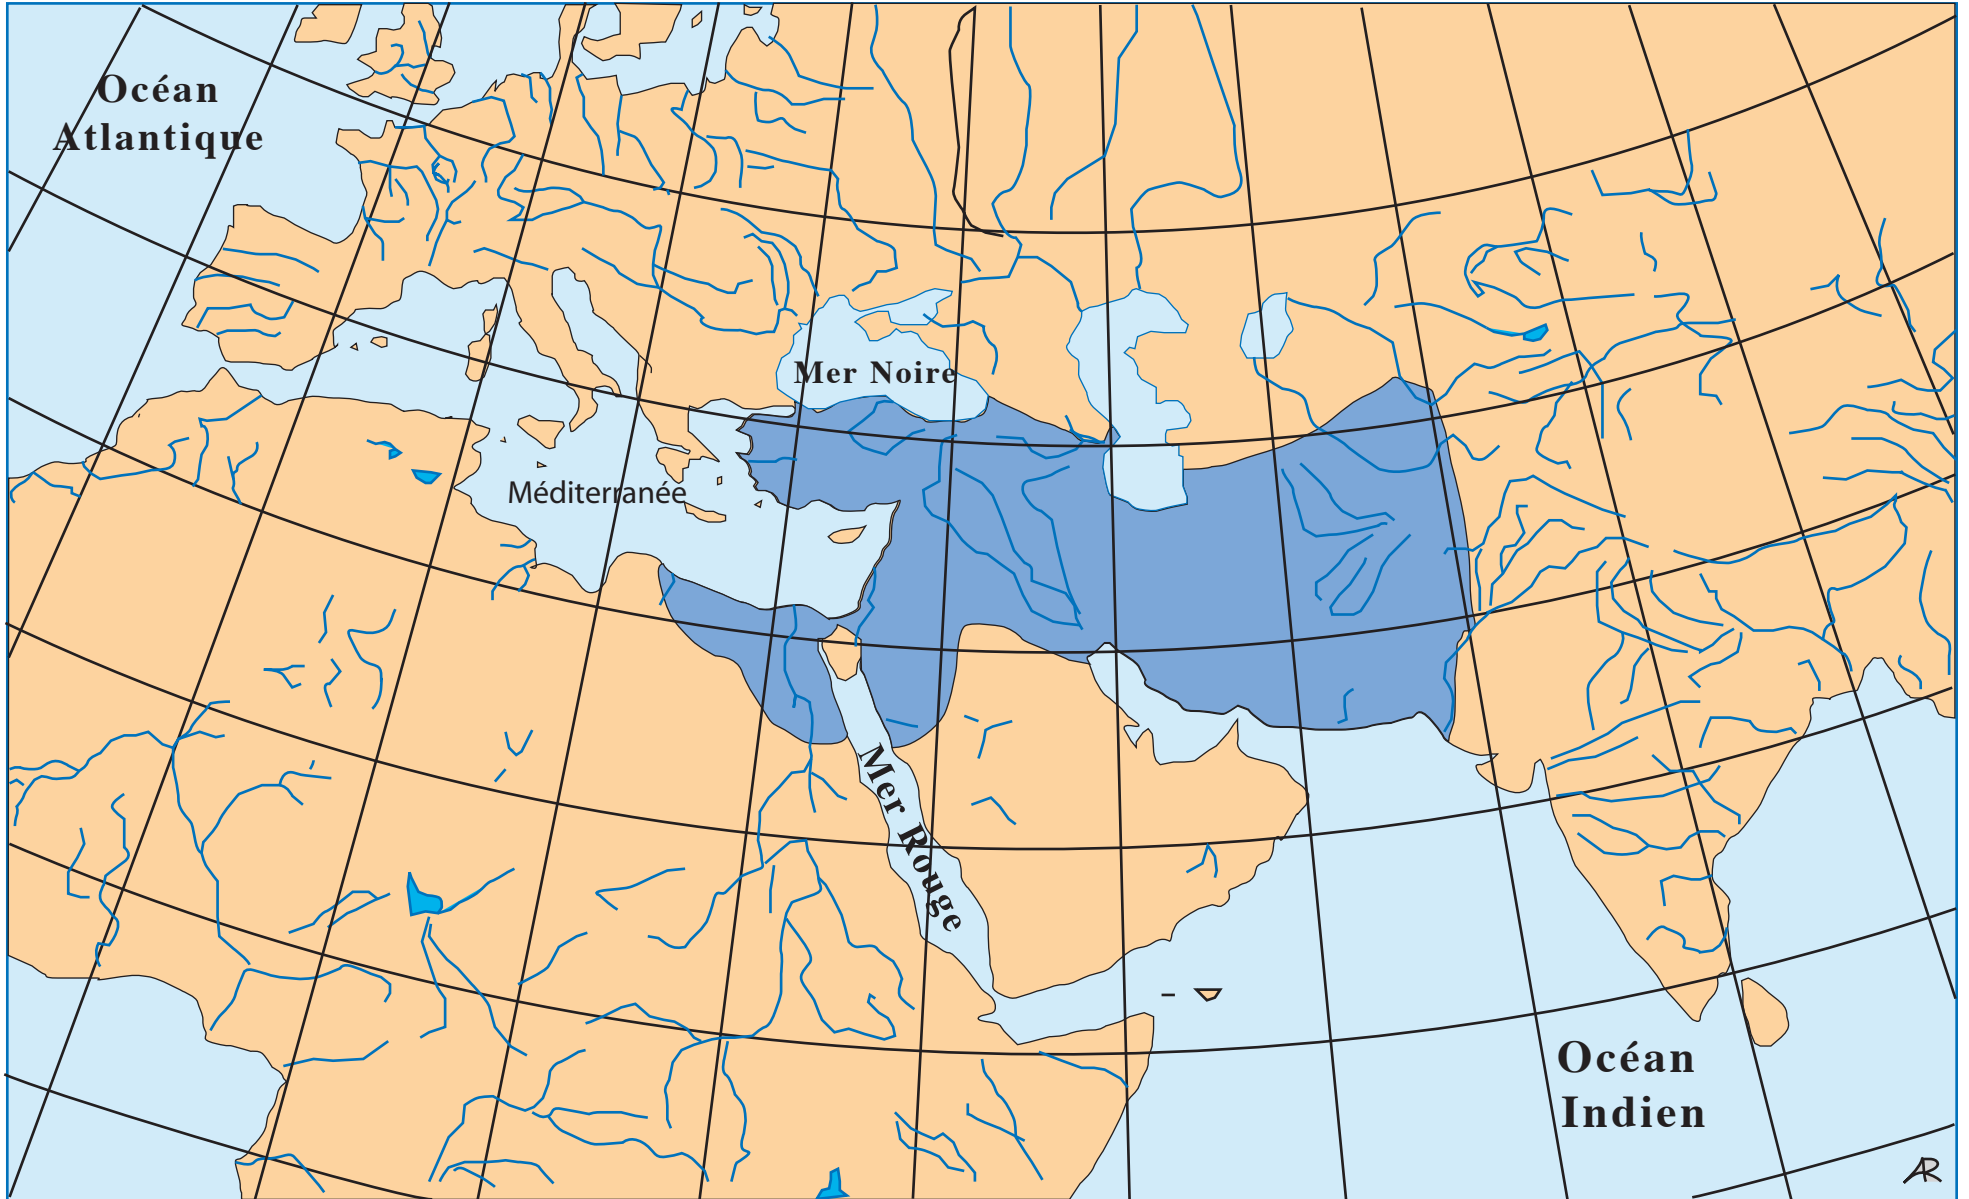 Océan
Atlantique
Mer Noire
Méditerranée
Mer Rouge
Océan
Indien
AR